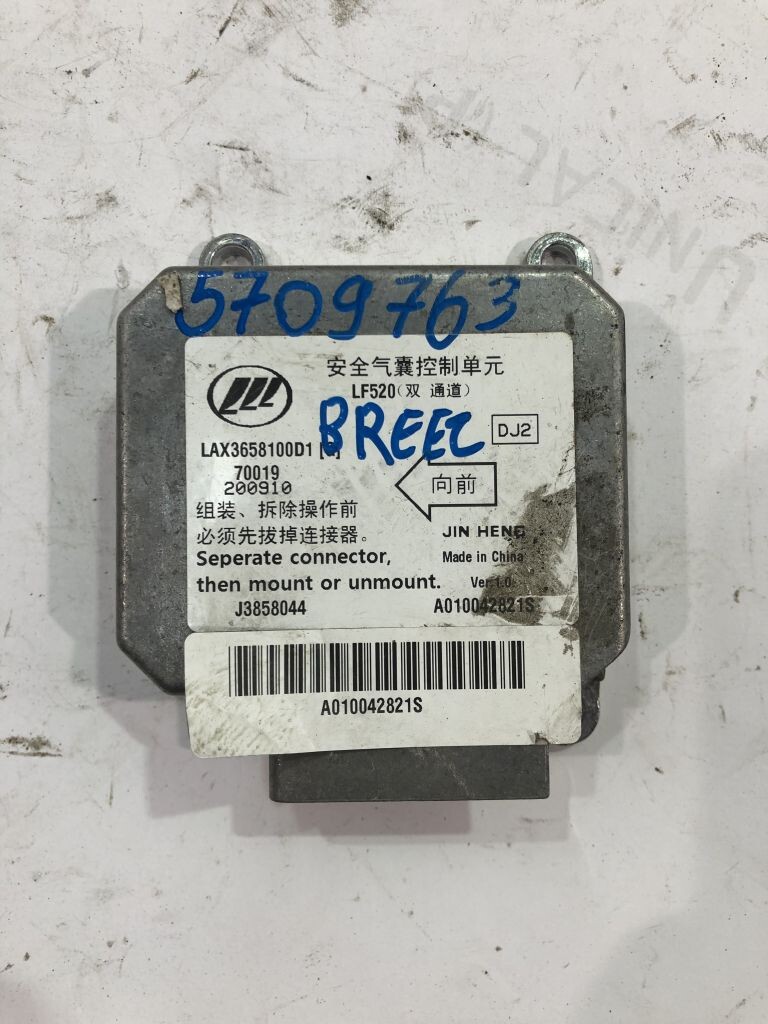 UNICAL
5709763
安全气囊控制单元
LF520（双 通道）
BREEZ
DJ2
LAX3658100D1
70019
200910
向前
组装、拆除操作前
必须先拔掉连接器。
JIN HENG
Seperate connector,
Made in China
then mount or unmount.
Ver.1.0
J3858044
A010042821S
A010042821S